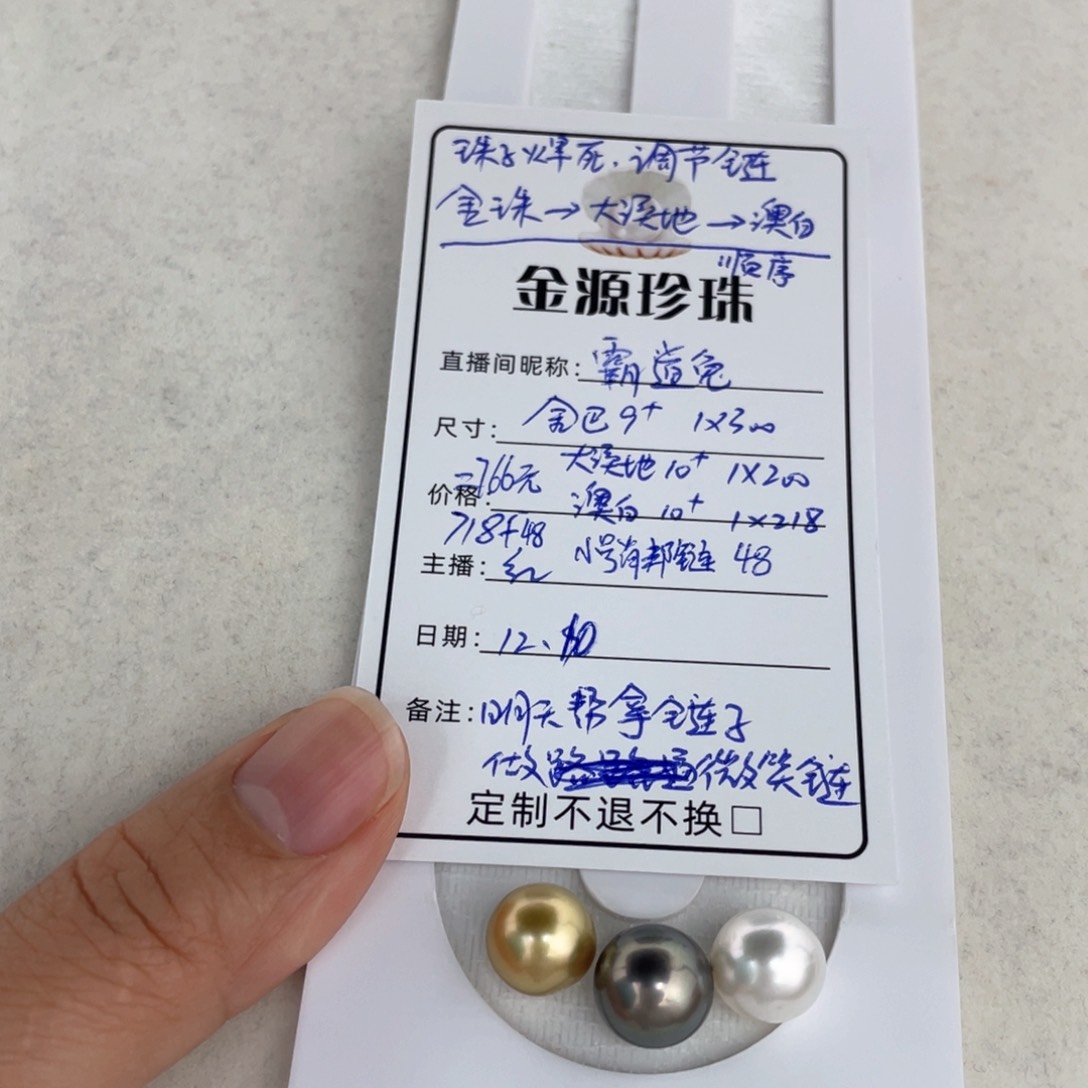 珠子焊死.调节链
金珠→大溪地→澳白
顺序
金源珍珠
直播间昵称:霸道兔
尺寸: 金色9+ 1×300
大溪地10+ 1×200
=766元
价格: 澳白 10+ 1×218
718+48 小号肖邦链 48
主播: 红
日期: 12、10
备注: 明天帮拿链子
做微笑链
定制不退不换□